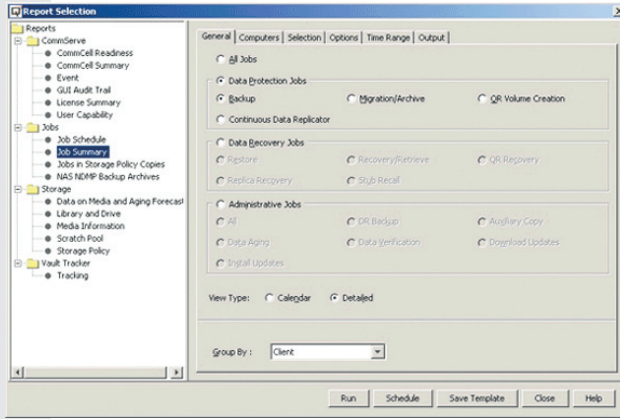 Report Selection
Reports
CommServe
CommCell Readiness
CommCell Summary
Event
GUI Audit Trail
License Summary
User Capability
Jobs
Job Schedule
Job Summary
Jobs in Storage Policy Copies
NAS NDMP Backup Archives
Storage
Data on Media and Aging Forecast
Library and Drive
Media Information
Scratch Pool
Storage Policy
Vault Tracker
Tracking
General Computers Selection Options Time Range Output
All Jobs
Data Protection Jobs
Backup Migration/Archive QR Volume Creation
Continuous Data Replicator
Data Recovery Jobs
Restore Recovery/Retrieve QR Recovery
Replica Recovery Stub Recall
Administrative Jobs
All DR Backup Auxiliary Copy
Data Aging Data Verification Download Updates
Install Updates
View Type: Calendar Detailed
Group By : Client
Run Schedule Save Template Close Help